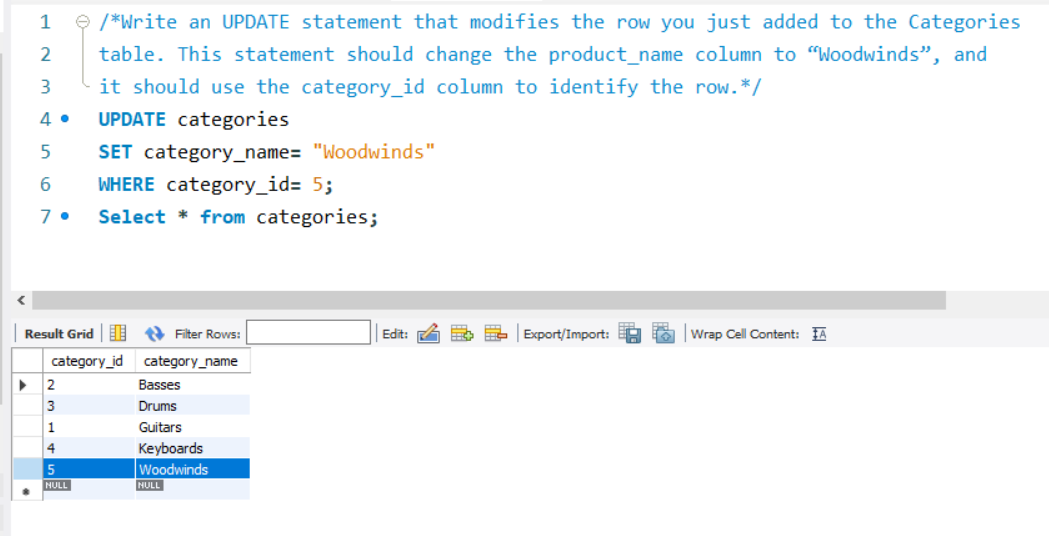 1 /*Write an UPDATE statement that modifies the row you just added to the Categories
2 table. This statement should change the product_name column to “Woodwinds”, and
3 it should use the category_id column to identify the row.*/
4 UPDATE categories
5 SET category_name= "Woodwinds"
6 WHERE category_id= 5;
7 Select * from categories;
Result Grid Filter Rows: Edit: Export/Import: Wrap Cell Content: IA
category_id category_name
2 Basses
3 Drums
1 Guitars
4 Keyboards
5 Woodwinds
NULL NULL